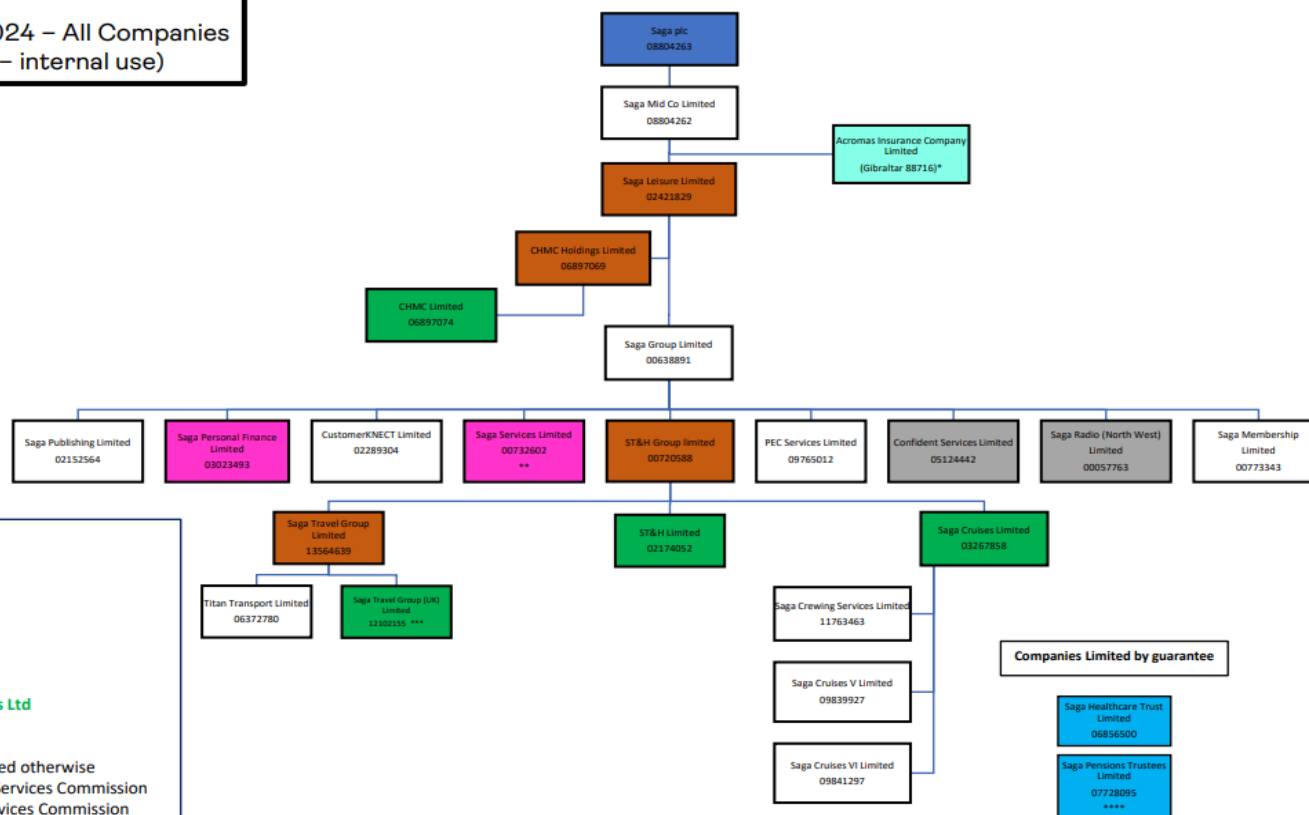 024 – All Companies
– internal use)
Saga plc
08804263
Saga Mid Co Limited
08804262
Acromas Insurance Company
Limited
(Gibraltar 88716)*
Saga Leisure Limited
02421829
CHMC Holdings Limited
06897069
CHMC Limited
06897074
Saga Group Limited
00638891
Saga Publishing Limited
02152564
Saga Personal Finance
Limited
03023493
CustomerKNECT Limited
02289304
Saga Services Limited
00732602
**
ST&H Group limited
00720588
PEC Services Limited
09765012
Confident Services Limited
05124442
Saga Radio (North West)
Limited
00057763
Saga Membership
Limited
00773343
Saga Travel Group
Limited
13564639
ST&H Limited
02174052
Saga Cruises Limited
03267858
Titan Transport Limited
06372780
Saga Travel Group (UK)
Limited
12102155 ***
Saga Crewing Services Limited
11763463
Saga Cruises V Limited
09839927
Saga Cruises VI Limited
09841297
Companies Limited by guarantee
Saga Healthcare Trust
Limited
06856500
Saga Pensions Trustees
Limited
07728095
****
s Ltd
ed otherwise
Services Commission
vices Commission